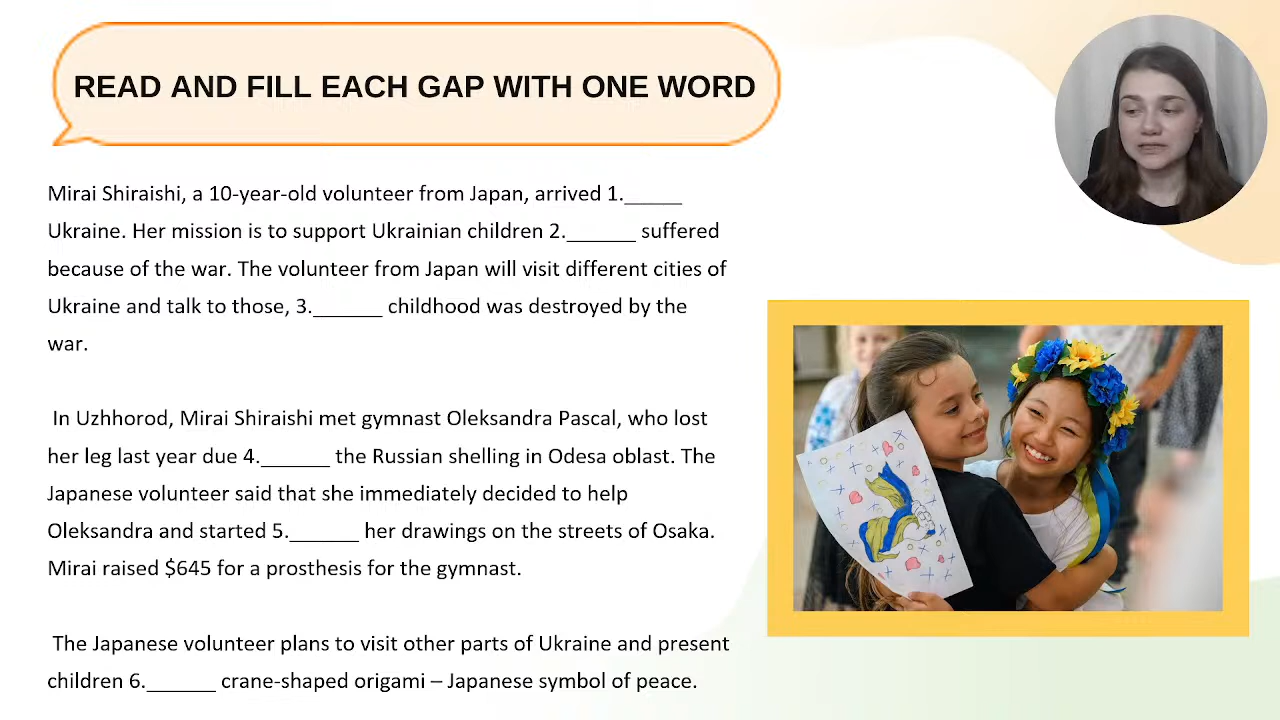 READ AND FILL EACH GAP WITH ONE WORD
Mirai Shiraishi, a 10-year-old volunteer from Japan, arrived 1._____
Ukraine. Her mission is to support Ukrainian children 2.______ suffered
because of the war. The volunteer from Japan will visit different cities of
Ukraine and talk to those, 3.______ childhood was destroyed by the
war.
In Uzhhorod, Mirai Shiraishi met gymnast Oleksandra Pascal, who lost
her leg last year due 4.______ the Russian shelling in Odesa oblast. The
Japanese volunteer said that she immediately decided to help
Oleksandra and started 5.______ her drawings on the streets of Osaka.
Mirai raised $645 for a prosthesis for the gymnast.
The Japanese volunteer plans to visit other parts of Ukraine and present
children 6.______ crane-shaped origami – Japanese symbol of peace.